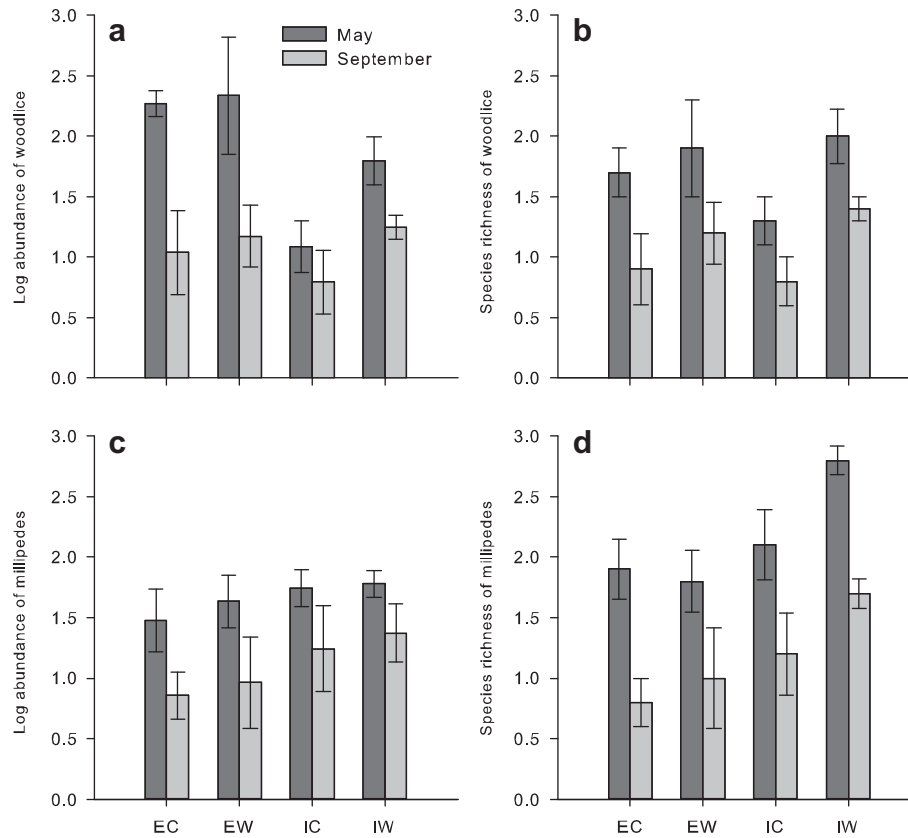 a
May
September
Log abundance of woodlice
3.0
2.5
2.0
1.5
1.0
0.5
0.0
b
Species richness of woodlice
3.0
2.5
2.0
1.5
1.0
0.5
0.0
c
Log abundance of millipedes
3.0
2.5
2.0
1.5
1.0
0.5
0.0
EC EW IC IW
d
Species richness of millipedes
3.0
2.5
2.0
1.5
1.0
0.5
0.0
EC EW IC IW